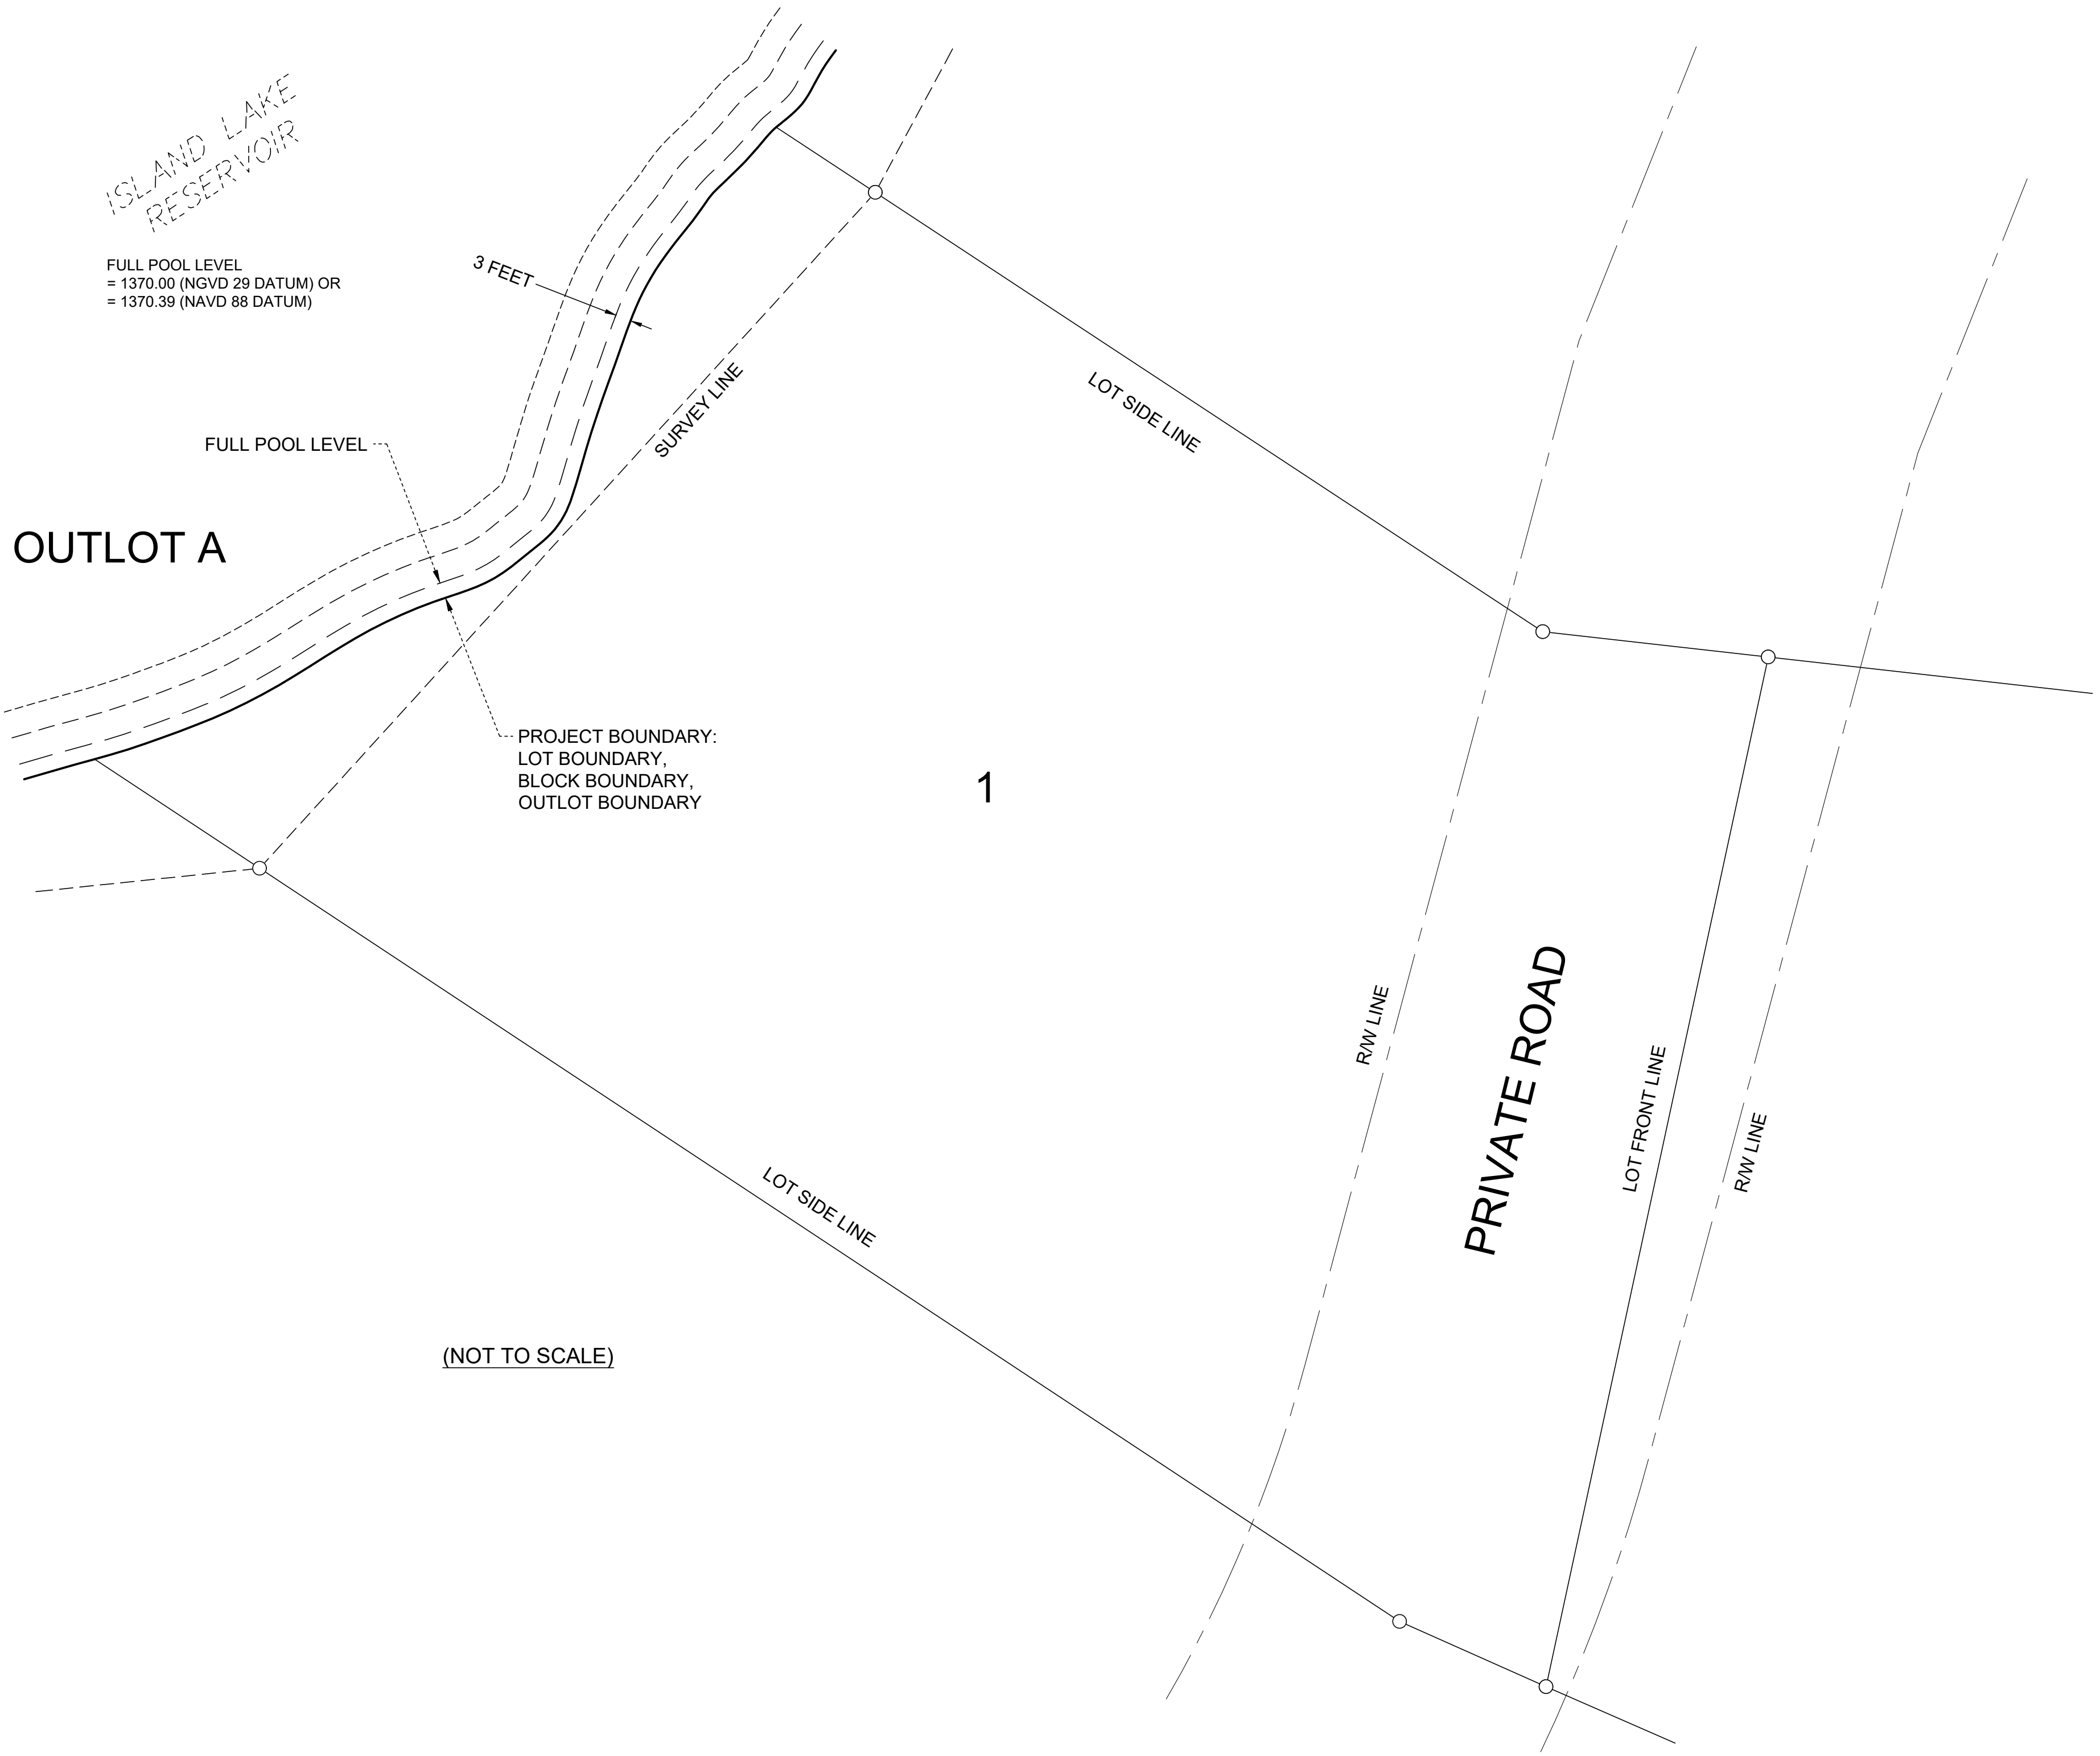 ISLAND LAKE
RESERVOIR
FULL POOL LEVEL
= 1370.00 (NGVD 29 DATUM) OR
= 1370.39 (NAVD 88 DATUM)
3 FEET
SURVEY LINE
LOT SIDE LINE
FULL POOL LEVEL
OUTLOT A
PROJECT BOUNDARY:
LOT BOUNDARY,
BLOCK BOUNDARY,
OUTLOT BOUNDARY
1
R/W LINE
PRIVATE ROAD
LOT FRONT LINE
R/W LINE
LOT SIDE LINE
(NOT TO SCALE)